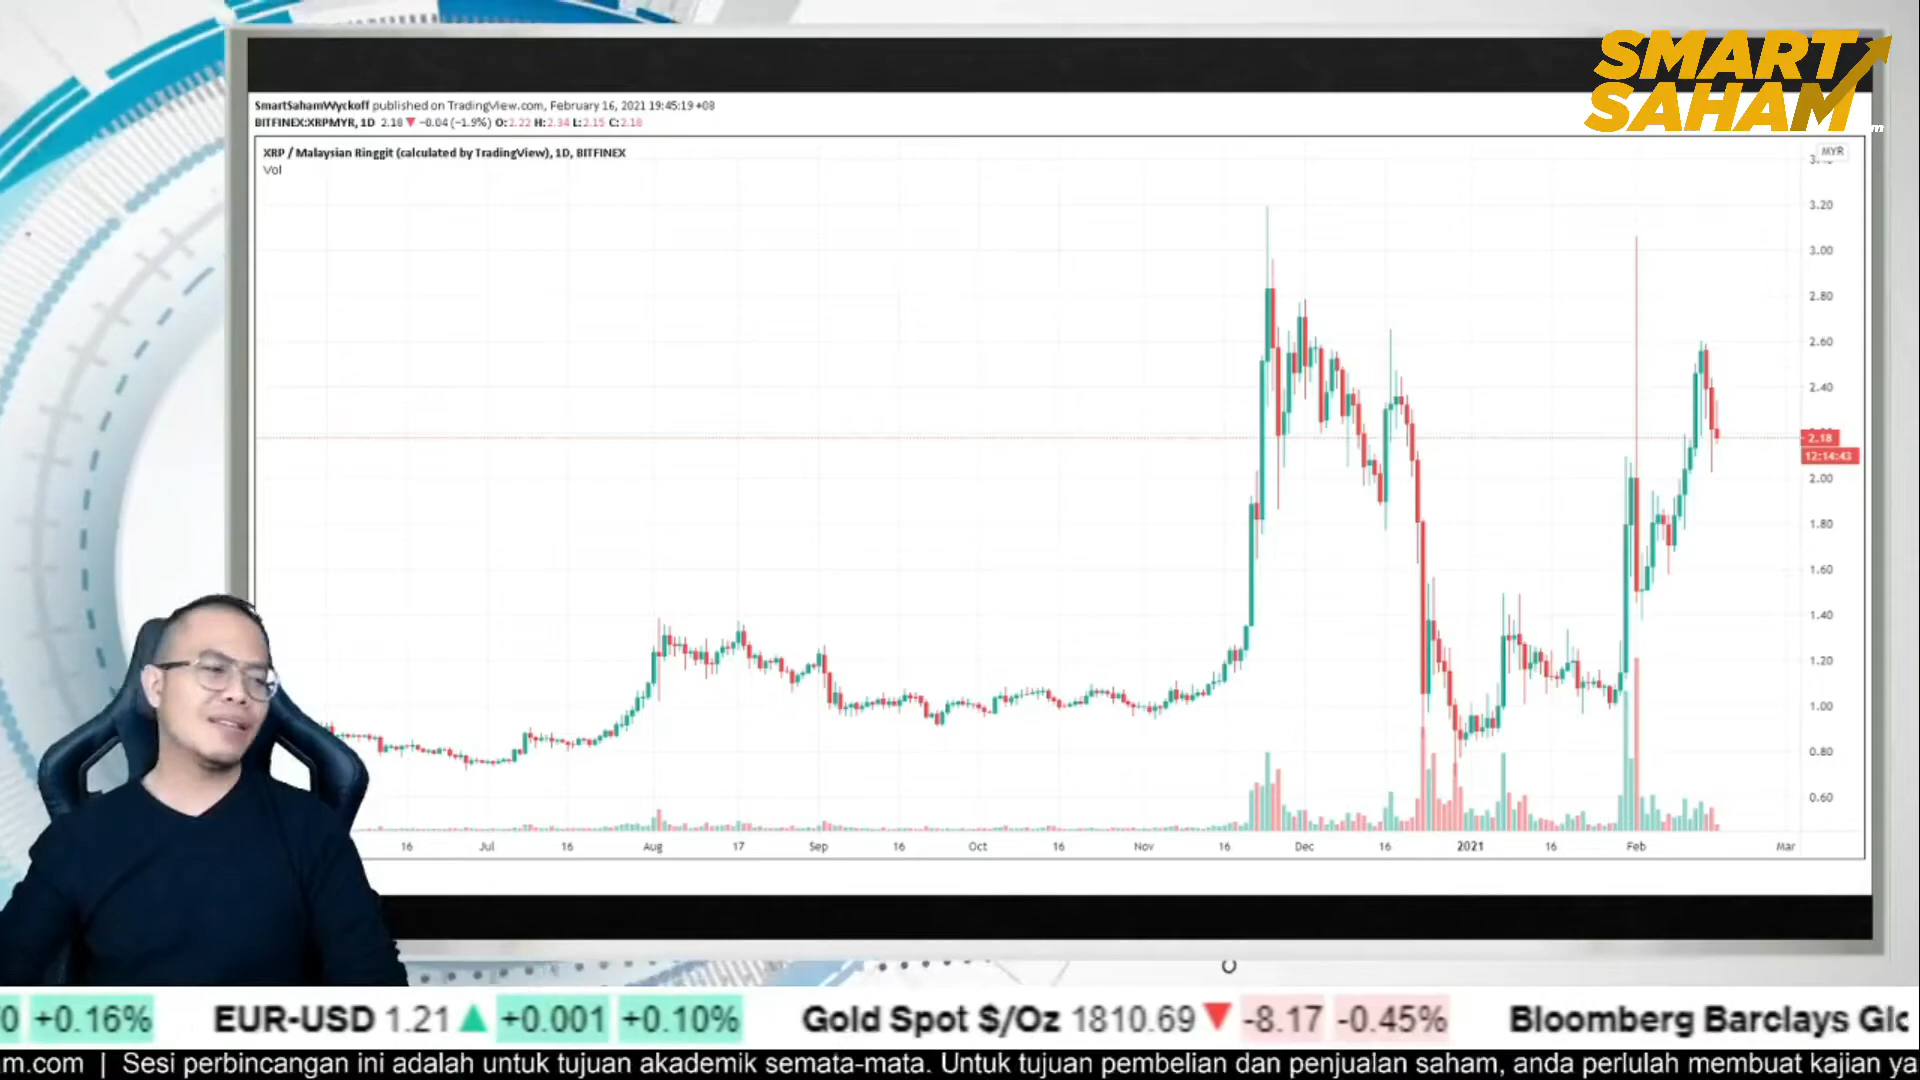 SMART
SAHAM
SmartSahamWyckoff published on TradingView.com, February 16, 2021 19:45:19 +08
BITFINEX:XRPMYR, 1D 2.18 ▼ −0.04 (−1.9%) O:2.22 H:2.34 L:2.15 C:2.18
XRP / Malaysian Ringgit (calculated by TradingView), 1D, BITFINEX
Vol
MYR
3.20
3.00
2.80
2.60
2.40
2.18
12:14:43
2.00
1.80
1.60
1.40
1.20
1.00
0.80
0.60
16 Jul 16 Aug 17 Sep 16 Oct 16 Nov 16 Dec 16 2021 16 Feb Mar
0 +0.16% EUR-USD 1.21 ▲ +0.001 +0.10% Gold Spot $/Oz 1810.69 ▼ -8.17 -0.45% Bloomberg Barclays Glo
m.com | Sesi perbincangan ini adalah untuk tujuan akademik semata-mata. Untuk tujuan pembelian dan penjualan saham, anda perlulah membuat kajian ya